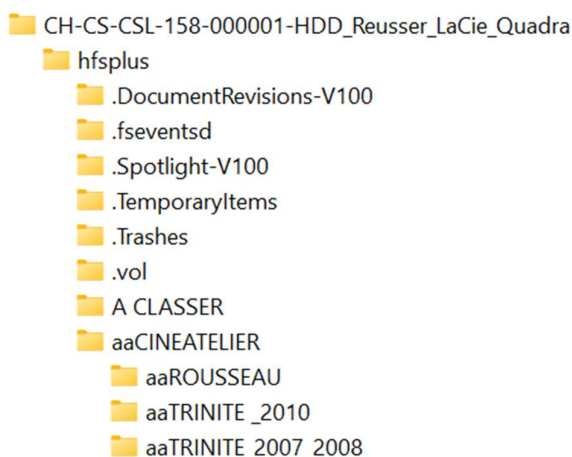 CH-CS-CSL-158-000001-HDD_Reusser_LaCie_Quadra
hfsplus
.DocumentRevisions-V100
.fseventsd
.Spotlight-V100
.TemporaryItems
.Trashes
.vol
A CLASSER
aaCINEATELIER
aaROUSSEAU
aaTRINITE _2010
aaTRINITE 2007 2008